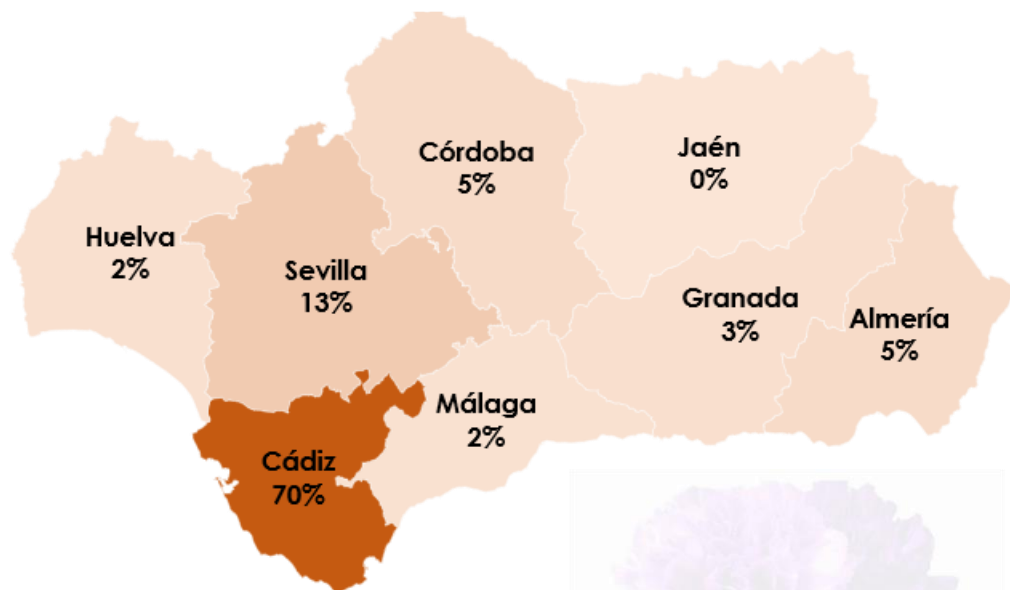 Córdoba
5%
Jaén
0%
Huelva
2%
Sevilla
13%
Granada
3%
Almería
5%
Málaga
2%
Cádiz
70%